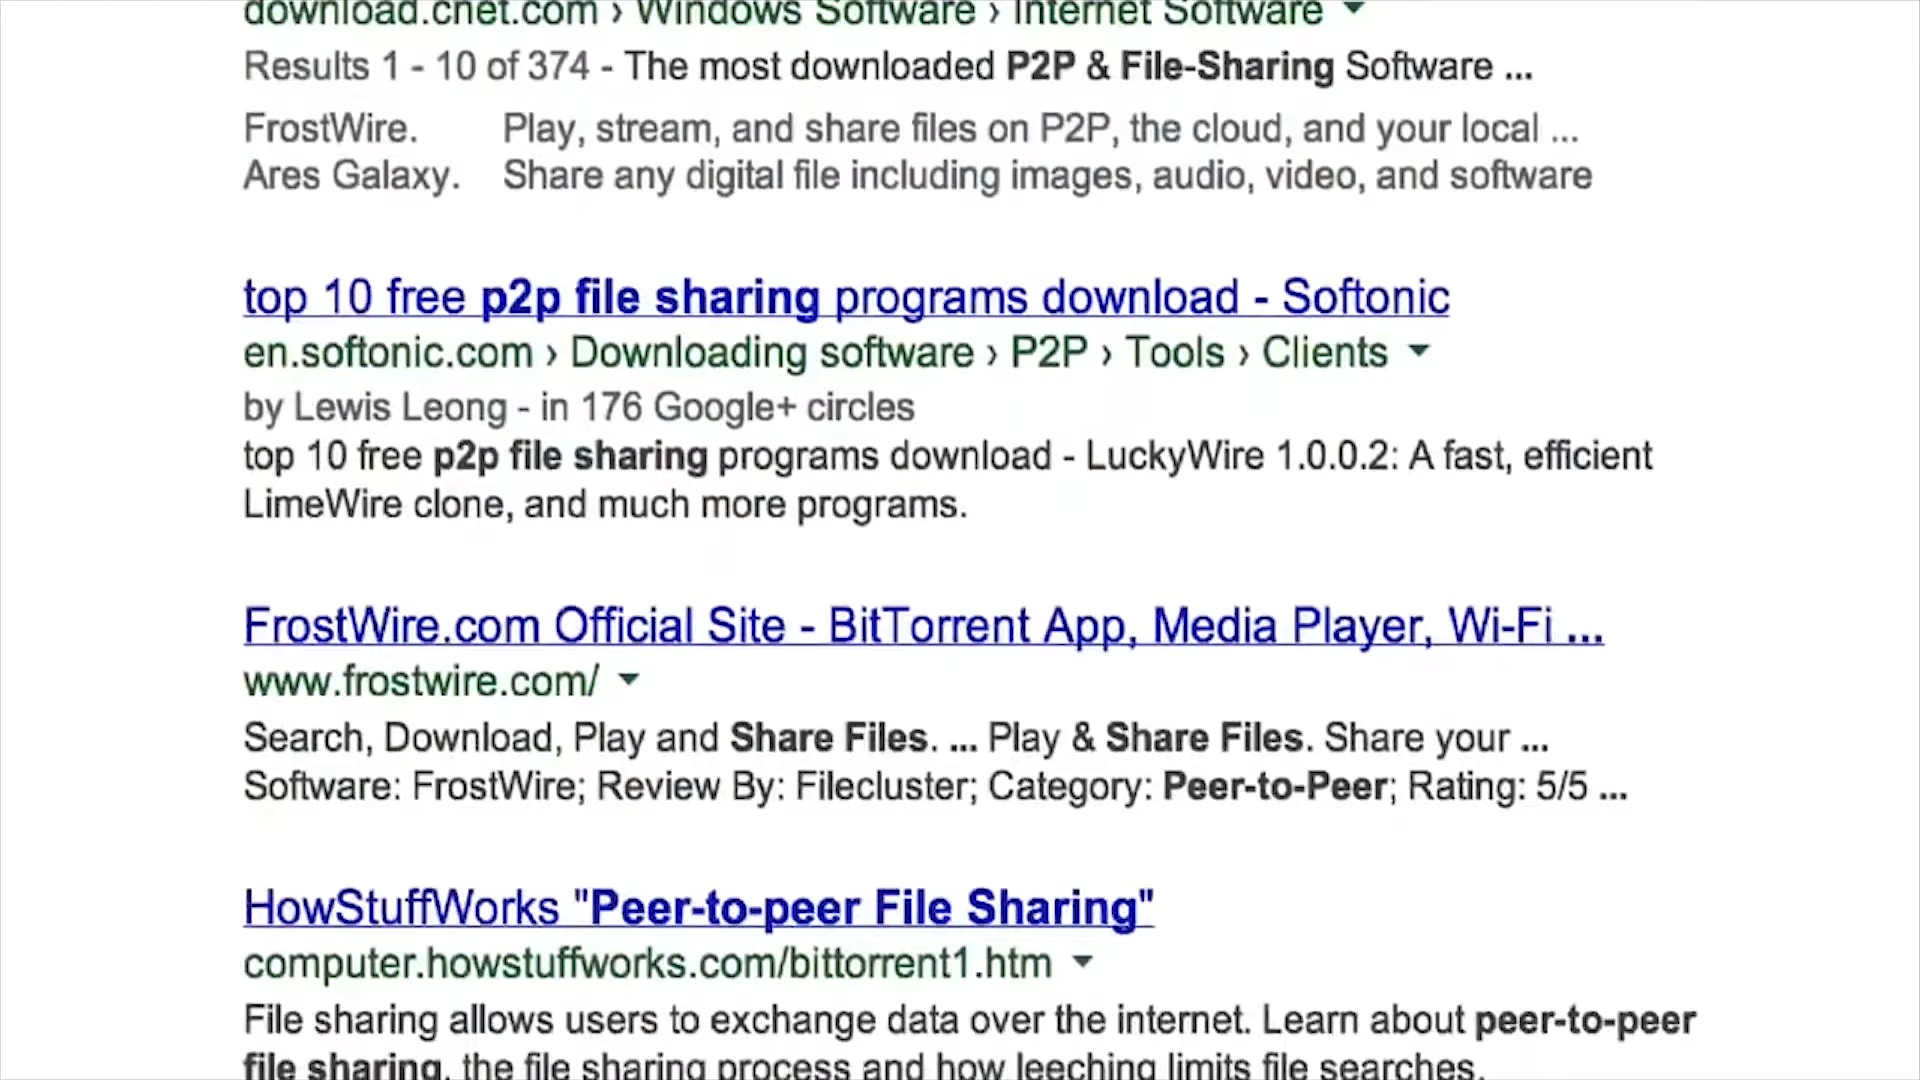 download.cnet.com › Windows Software › Internet Software
Results 1 - 10 of 374 - The most downloaded P2P & File-Sharing Software ...
FrostWire. Play, stream, and share files on P2P, the cloud, and your local ...
Ares Galaxy. Share any digital file including images, audio, video, and software
top 10 free p2p file sharing programs download - Softonic
en.softonic.com › Downloading software › P2P › Tools › Clients
by Lewis Leong - in 176 Google+ circles
top 10 free p2p file sharing programs download - LuckyWire 1.0.0.2: A fast, efficient
LimeWire clone, and much more programs.
FrostWire.com Official Site - BitTorrent App, Media Player, Wi-Fi ...
www.frostwire.com/
Search, Download, Play and Share Files. ... Play & Share Files. Share your ...
Software: FrostWire; Review By: Filecluster; Category: Peer-to-Peer; Rating: 5/5 ...
HowStuffWorks "Peer-to-peer File Sharing"
computer.howstuffworks.com/bittorrent1.htm
File sharing allows users to exchange data over the internet. Learn about peer-to-peer
file sharing, the file sharing process and how leeching limits file searches.